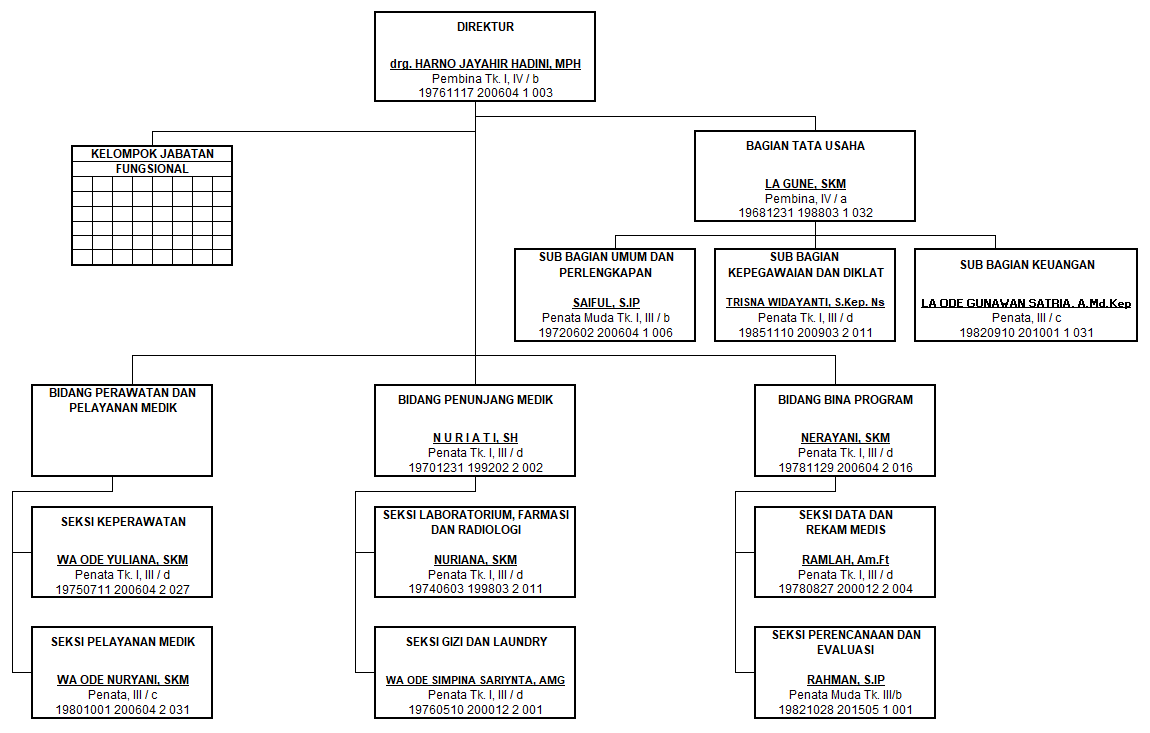 DIREKTUR
drg. HARNO JAYAHIR HADINI, MPH
Pembina Tk. I, IV / b
19761117 200604 1 003
KELOMPOK JABATAN
FUNGSIONAL
BAGIAN TATA USAHA
LA GUNE, SKM
Pembina, IV / a
19681231 198803 1 032
SUB BAGIAN UMUM DAN
PERLENGKAPAN
SAIFUL, S.IP
Penata Muda Tk. I, III / b
19720602 200604 1 006
SUB BAGIAN
KEPEGAWAIAN DAN DIKLAT
TRISNA WIDAYANTI, S.Kep. Ns
Penata Tk. I, III / d
19851110 200903 2 011
SUB BAGIAN KEUANGAN
LA ODE GUNAWAN SATRIA. A.Md.Kep
Penata, III / c
19820910 201001 1 031
BIDANG PERAWATAN DAN
PELAYANAN MEDIK
BIDANG PENUNJANG MEDIK
N U R I A T I, SH
Penata Tk. I, III / d
19701231 199202 2 002
BIDANG BINA PROGRAM
NERAYANI, SKM
Penata Tk. I, III / d
19781129 200604 2 016
SEKSI KEPERAWATAN
WA ODE YULIANA, SKM
Penata Tk. I, III / d
19750711 200604 2 027
SEKSI LABORATORIUM, FARMASI
DAN RADIOLOGI
NURIANA, SKM
Penata Tk. I, III / d
19740603 199803 2 011
SEKSI DATA DAN
REKAM MEDIS
RAMLAH, Am.Ft
Penata Tk. I, III / d
19780827 200012 2 004
SEKSI PELAYANAN MEDIK
WA ODE NURYANI, SKM
Penata, III / c
19801001 200604 2 031
SEKSI GIZI DAN LAUNDRY
WA ODE SIMPINA SARIYNTA, AMG
Penata Tk. I, III / d
19760510 200012 2 001
SEKSI PERENCANAAN DAN
EVALUASI
RAHMAN, S.IP
Penata Muda Tk. III/b
19821028 201505 1 001